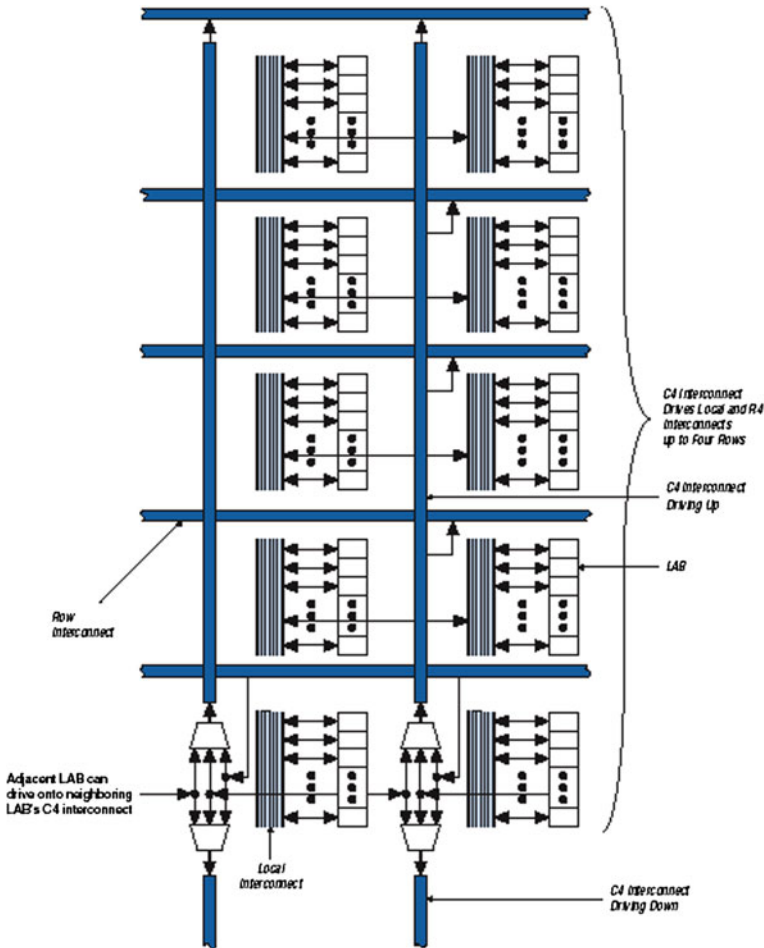 C4 Interconnect
Drives Local and R4
Interconnects
up to Four Rows
C4 Interconnect
Driving Up
LAB
Row
Interconnect
Adjacent LAB can
drive onto neighboring
LAB's C4 interconnect
Local
Interconnect
C4 Interconnect
Driving Down